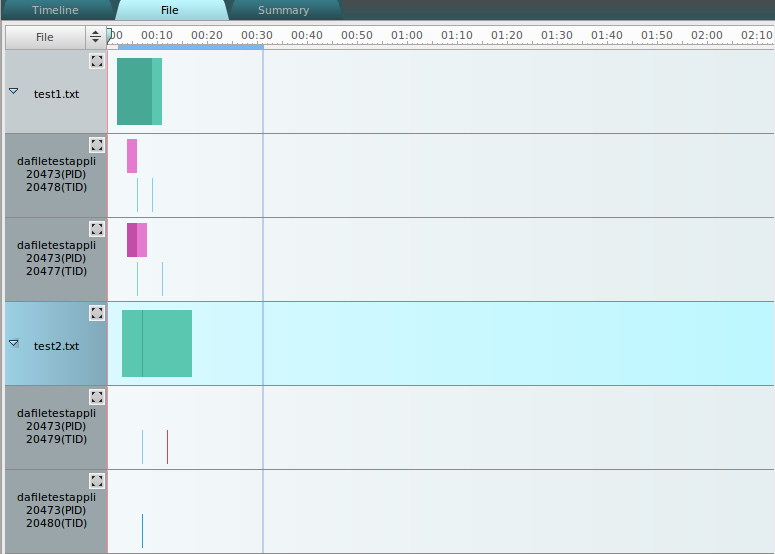 Timeline File Summary
File :00 00:10 00:20 00:30 00:40 00:50 01:00 01:10 01:20 01:30 01:40 01:50 02:00 02:10
test1.txt
dafiletestappli
20473(PID)
20478(TID)
dafiletestappli
20473(PID)
20477(TID)
test2.txt
dafiletestappli
20473(PID)
20479(TID)
dafiletestappli
20473(PID)
20480(TID)